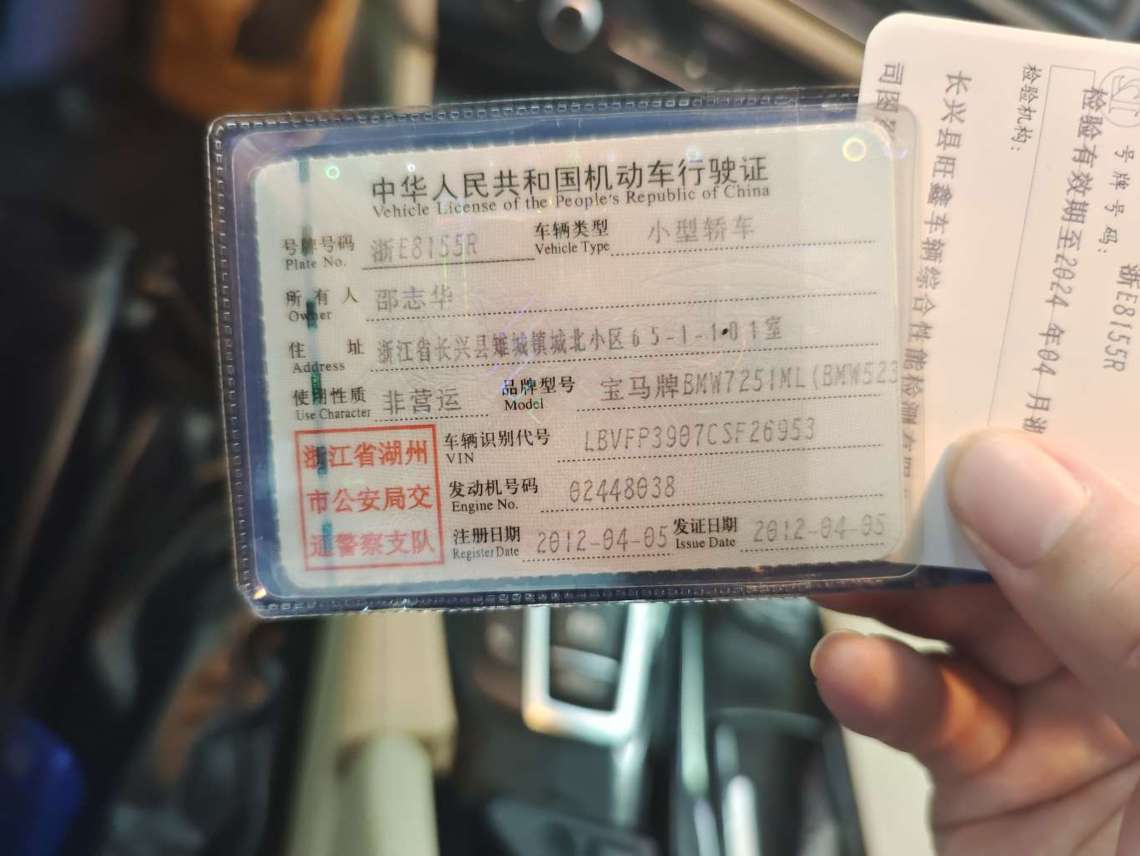 中华人民共和国机动车行驶证
Vehicle License of the People's Republic of China
号牌号码 浙E8155R 车辆类型 小型轿车
Plate No. Vehicle Type
所有人 邵志华
Owner
住址 浙江省长兴县雉城镇城北小区65-1-101室
Address
使用性质 非营运 品牌型号 宝马牌BMW7251ML(BMW523
Use Character Model
浙江省湖州
市公安局交
通警察支队
车辆识别代号 LBVFP3907CSF26953
VIN
发动机号码 02448038
Engine No.
注册日期 2012-04-05 发证日期 2012-04-05
Register Date Issue Date
号牌号码: 浙E8155R
检验有效期至2024年04月
检验机构:
长兴县旺鑫车辆综合性能检测有限
司